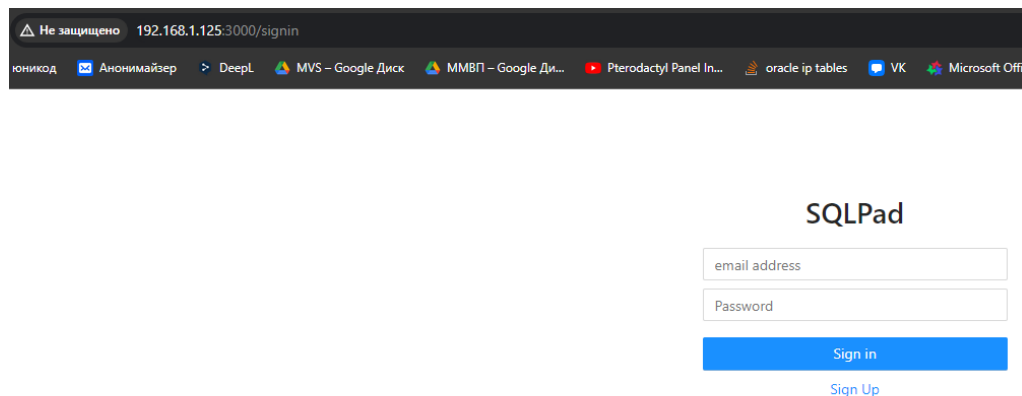 Не защищено 192.168.1.125:3000/signin
юникод Анонимайзер DeepL MVS – Google Диск ММВП – Google Ди... Pterodactyl Panel In... oracle ip tables VK Microsoft Offi
SQLPad
email address
Password
Sign in
Sign Up